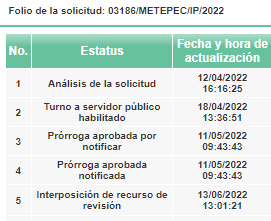 Folio de la solicitud: 03186/METEPEC/IP/2022
No. Estatus Fecha y hora de
actualización
1 Análisis de la solicitud 12/04/2022
16:16:25
2 Turno a servidor público
habilitado 18/04/2022
13:36:51
3 Prórroga aprobada por
notificar 11/05/2022
09:43:43
4 Prórroga aprobada
notificada 11/05/2022
09:43:43
5 Interposición de recurso de
revisión 13/06/2022
13:01:21